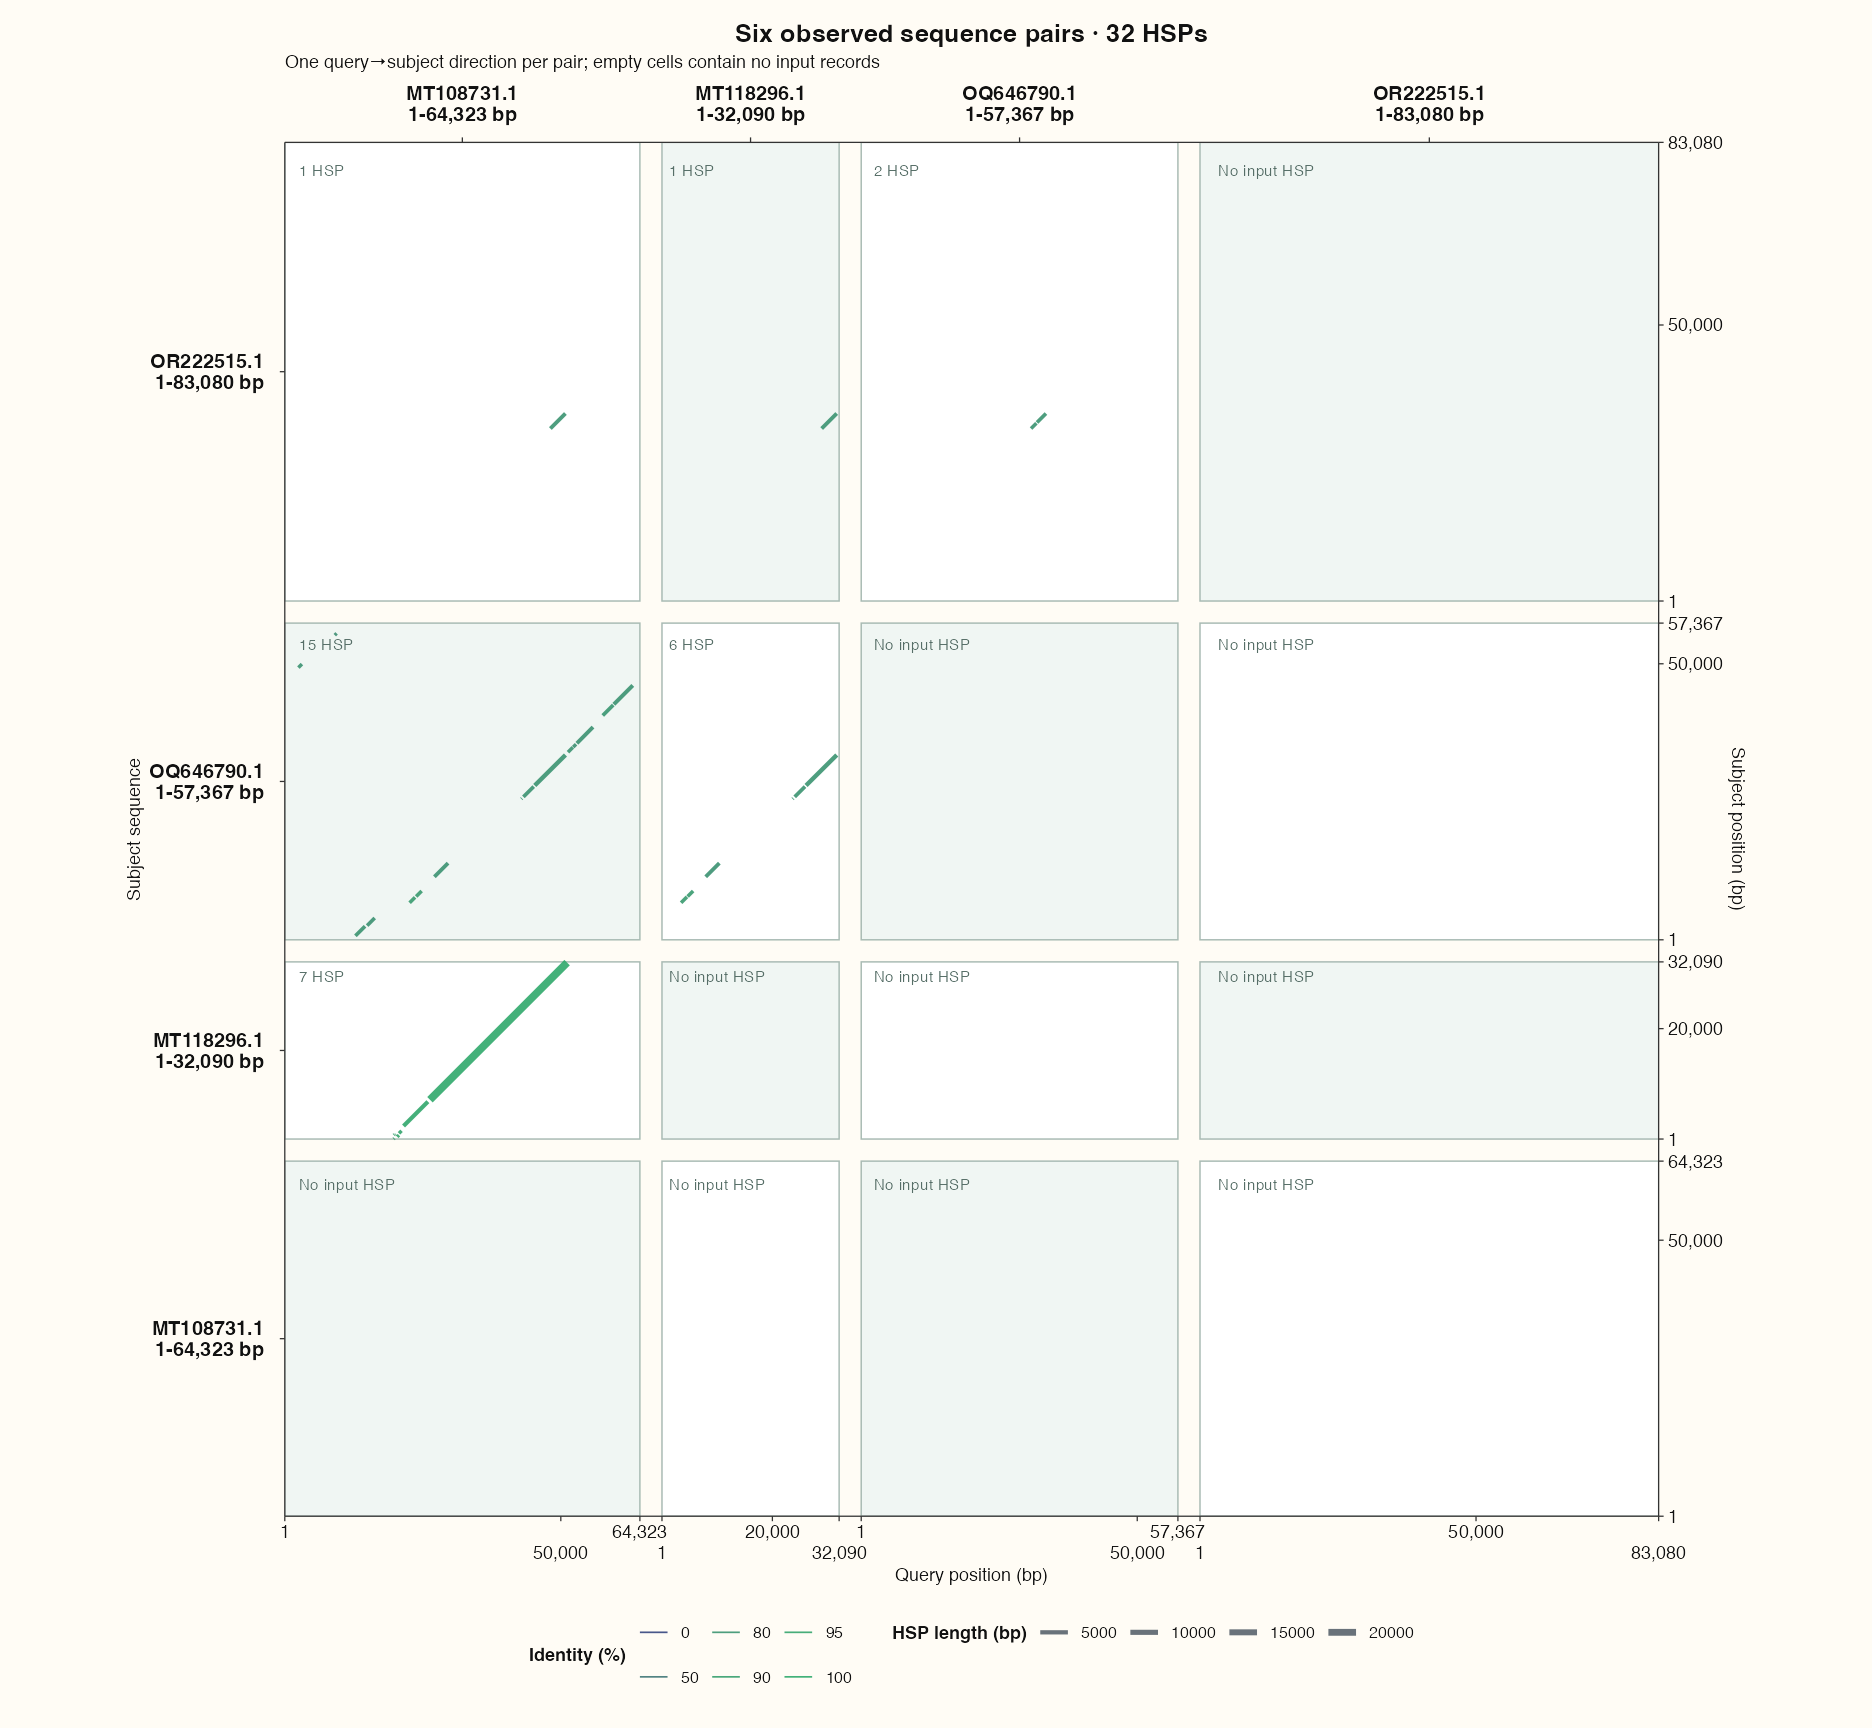 Six observed sequence pairs · 32 HSPs
One query→subject direction per pair; empty cells contain no input records
MT108731.1
1-64,323 bp
MT118296.1
1-32,090 bp
OQ646790.1
1-57,367 bp
OR222515.1
1-83,080 bp
1 HSP
1 HSP
2 HSP
No input HSP
83,080
50,000
1
OR222515.1
1-83,080 bp
15 HSP
6 HSP
No input HSP
No input HSP
57,367
50,000
1
Subject sequence
OQ646790.1
1-57,367 bp
Subject position (bp)
7 HSP
No input HSP
No input HSP
No input HSP
32,090
20,000
1
MT118296.1
1-32,090 bp
No input HSP
No input HSP
No input HSP
No input HSP
64,323
50,000
1
MT108731.1
1-64,323 bp
1 64,323 20,000 1 57,367 50,000
50,000 1 32,090 50,000 1 83,080
Query position (bp)
Identity (%)
0 80 95
50 90 100
HSP length (bp) 5000 10000 15000 20000